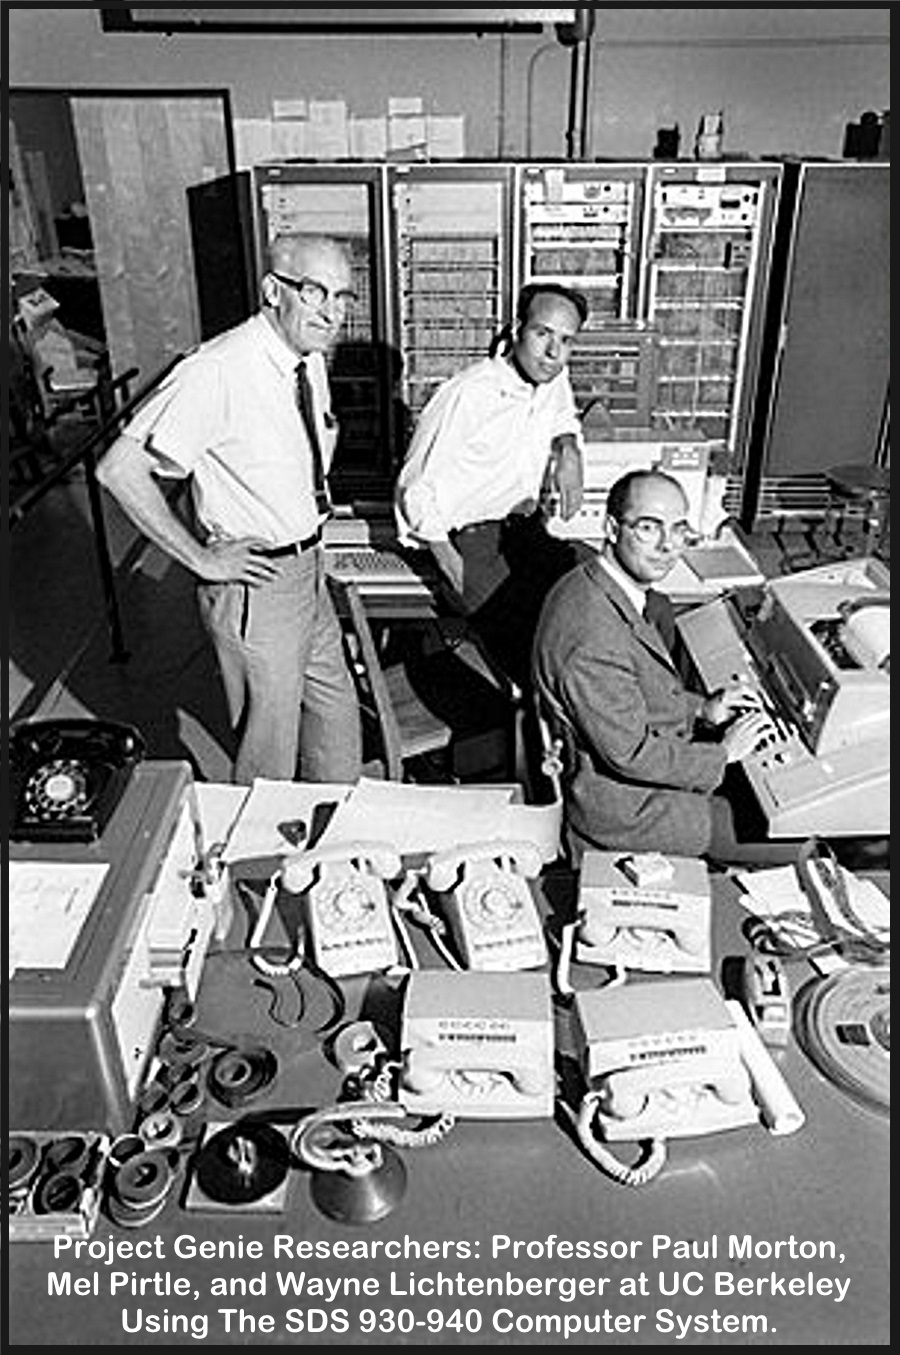 Project Genie Researchers: Professor Paul Morton,
Mel Pirtle, and Wayne Lichtenberger at UC Berkeley
Using The SDS 930-940 Computer System.